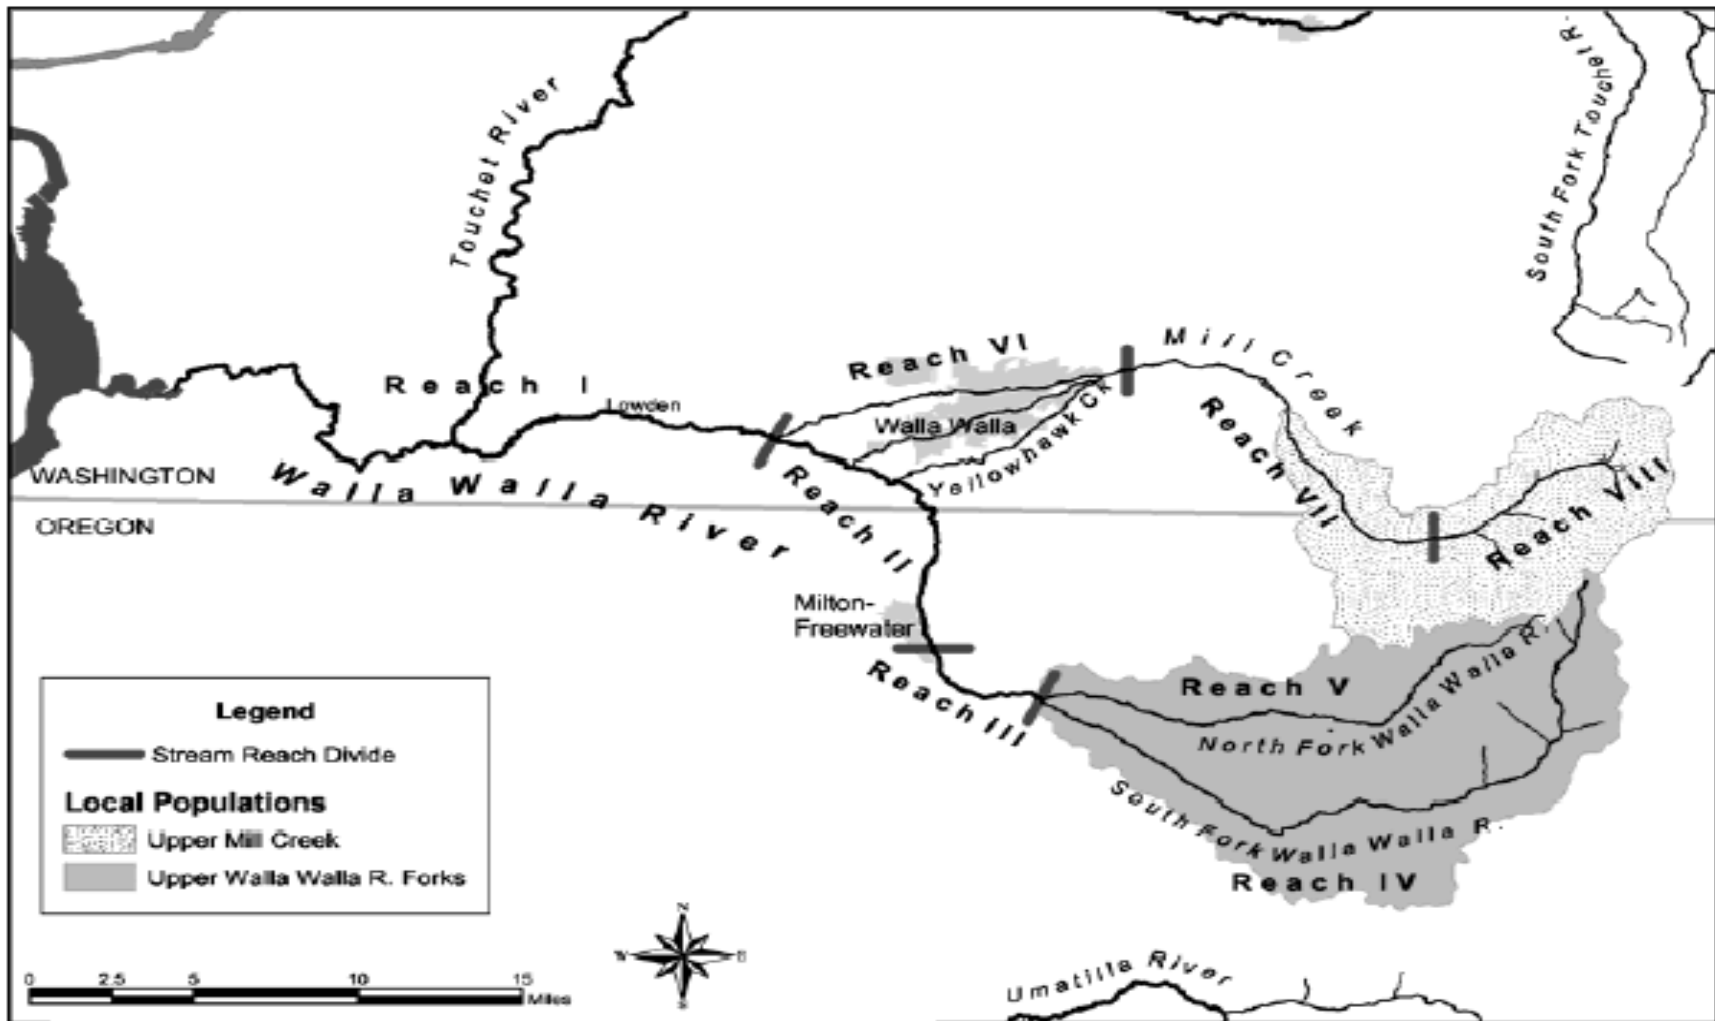 South Fork Touchet R.
Touchet River
Mill Creek
Reach VI
Reach I
Lowden
Walla Walla
Yellowhawk Ck
Reach VII
Reach VIII
WASHINGTON
Walla Walla River
Reach II
OREGON
Milton-
Freewater
Reach III
Reach V
North Fork Walla Walla R.
South Fork Walla Walla R.
Reach IV
Legend
Stream Reach Divide
Local Populations
Upper Mill Creek
Upper Walla Walla R. Forks
N
W E
S
0 2.5 5 10 15
Miles
Umatilla River